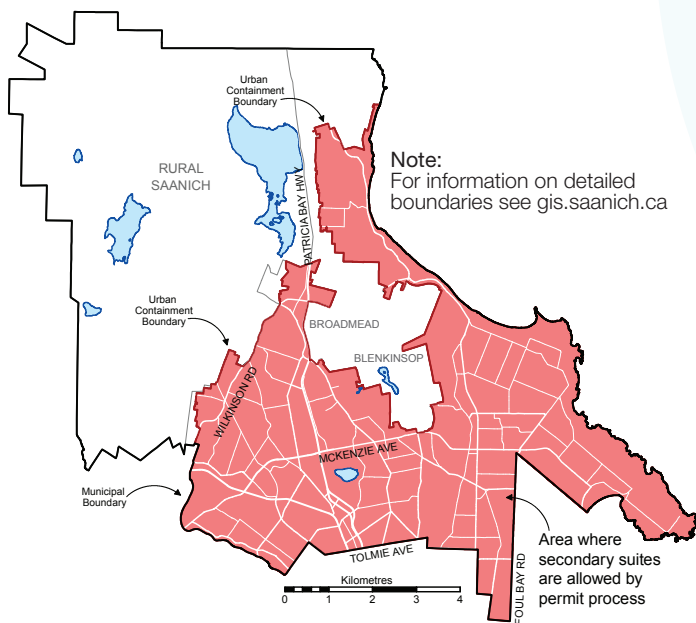 Urban
Containment
Boundary
Note:
For information on detailed
boundaries see gis.saanich.ca
RURAL
SAANICH
PATRICIA BAY HWY
Urban
Containment
Boundary
BROADMEAD
BLENKINSOP
WILKINSON RD
MCKENZIE AVE
Municipal
Boundary
TOLMIE AVE
FOUL BAY RD
Area where
secondary suites
are allowed by
permit process
Kilometres
0 1 2 3 4